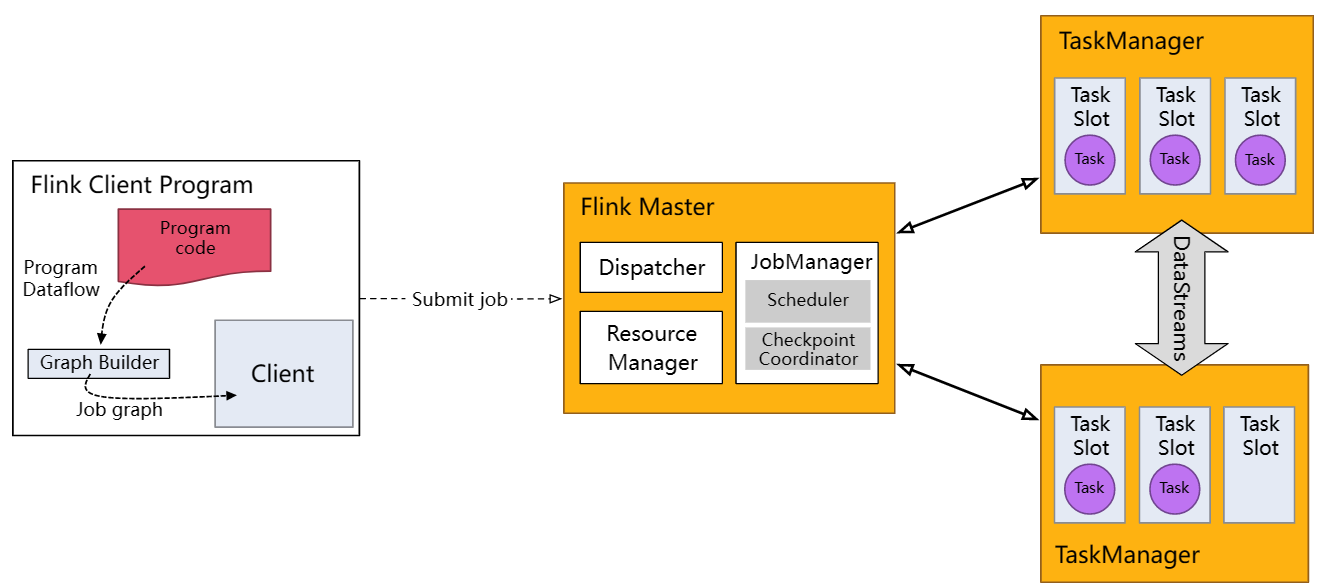 Flink Client Program
Program
code
Program
Dataflow
Graph Builder
Job graph
Client
Submit job
Flink Master
Dispatcher
Resource
Manager
JobManager
Scheduler
Checkpoint
Coordinator
TaskManager
Task
Slot
Task
Task
Slot
Task
Task
Slot
Task
DataStreams
Task
Slot
Task
Task
Slot
Task
Task
Slot
TaskManager